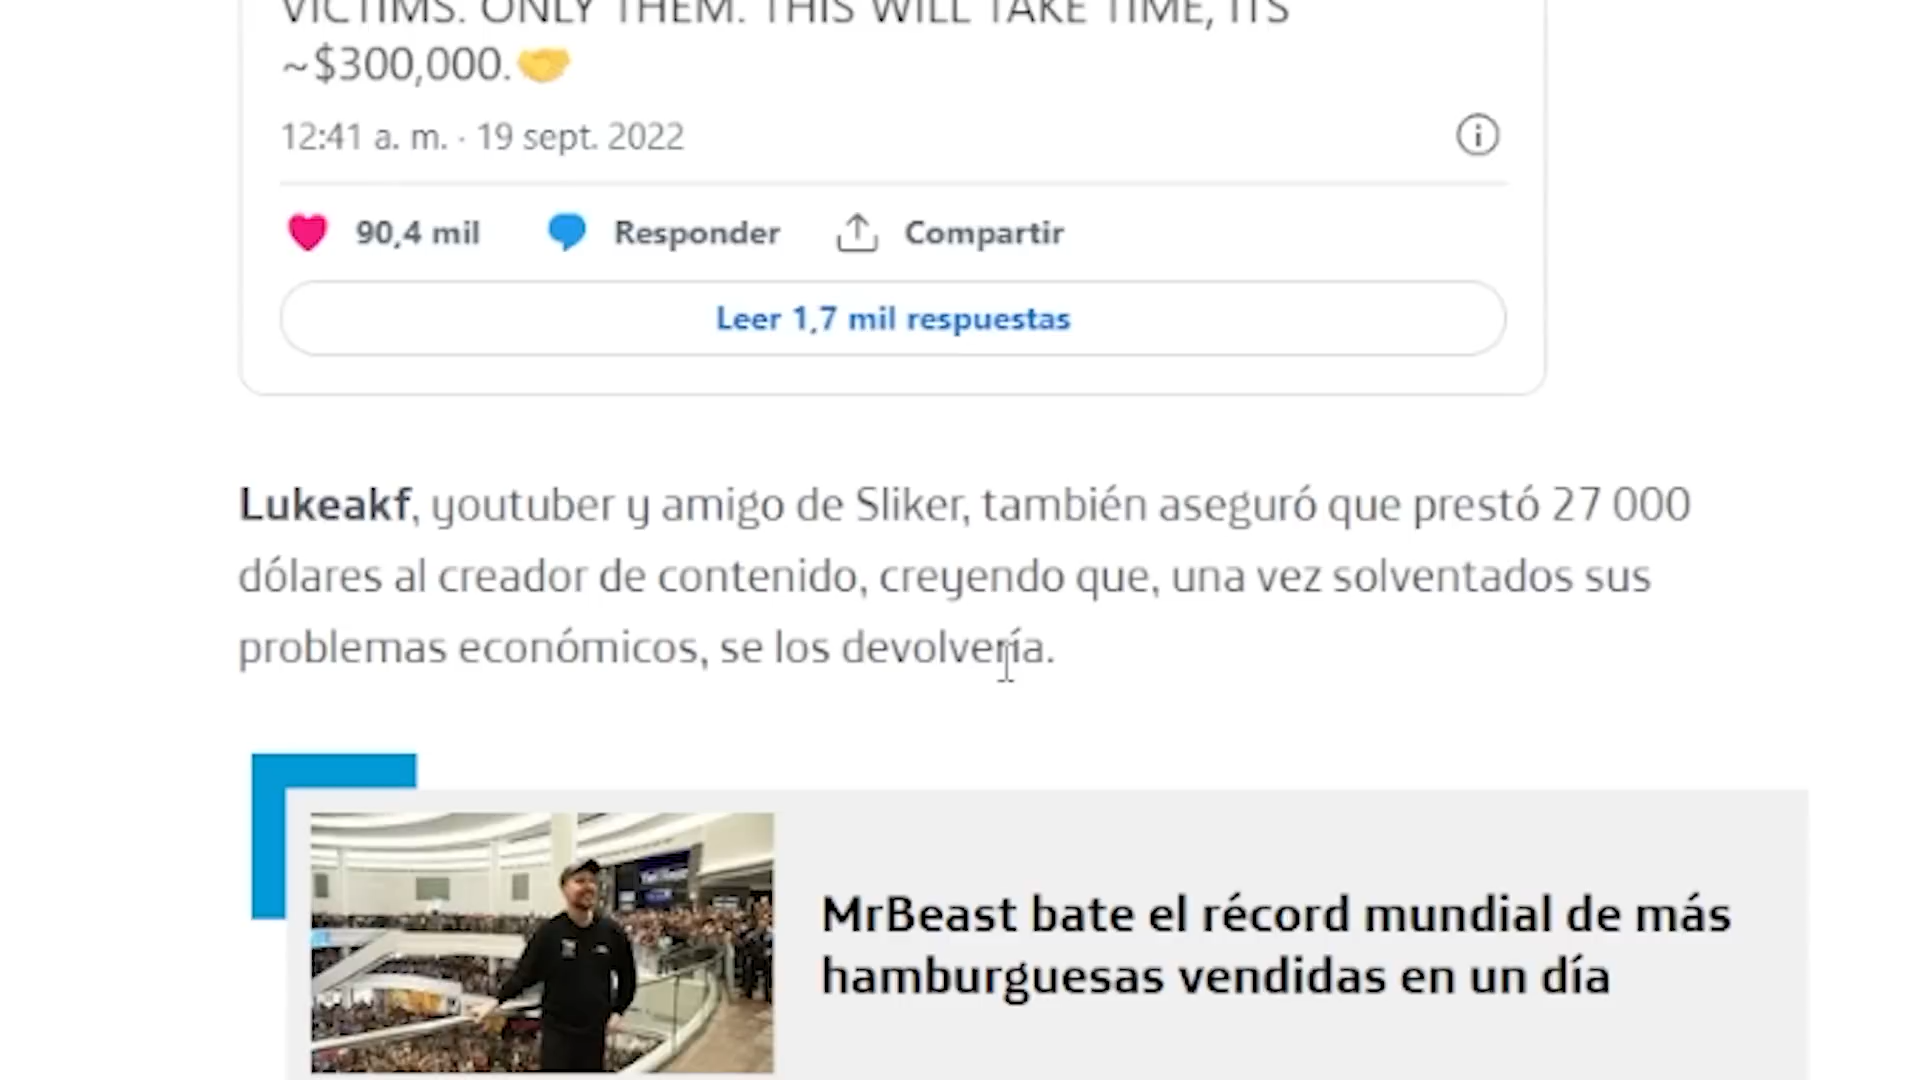 VICTIMS. ONLY THEM. THIS WILL TAKE TIME, ITS
~$300,000.🤝
12:41 a. m. · 19 sept. 2022
90,4 mil Responder Compartir
Leer 1,7 mil respuestas
Lukeakf, youtuber y amigo de Sliker, también aseguró que prestó 27 000
dólares al creador de contenido, creyendo que, una vez solventados sus
problemas económicos, se los devolvería.
MrBeast bate el récord mundial de más
hamburguesas vendidas en un día